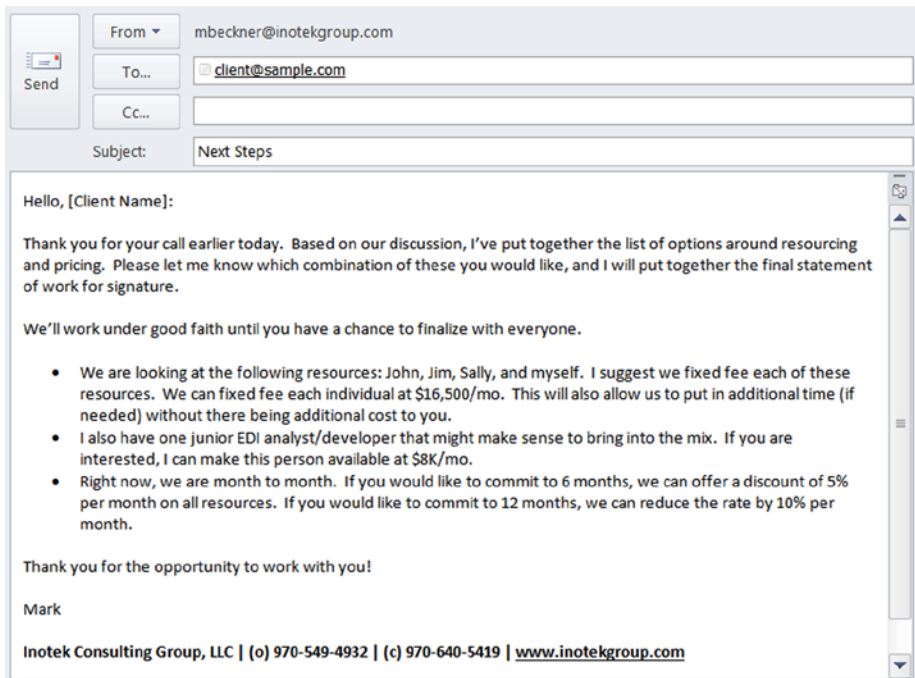 From
mbeckner@inotekgroup.com
Send
To...
client@sample.com
Cc...
Subject:
Next Steps
Hello, [Client Name]:
Thank you for your call earlier today.  Based on our discussion, I've put together the list of options around resourcing
and pricing.  Please let me know which combination of these you would like, and I will put together the final statement
of work for signature.
We'll work under good faith until you have a chance to finalize with everyone.
• We are looking at the following resources: John, Jim, Sally, and myself.  I suggest we fixed fee each of these
resources.  We can fixed fee each individual at $16,500/mo.  This will also allow us to put in additional time (if
needed) without there being additional cost to you.
• I also have one junior EDI analyst/developer that might make sense to bring into the mix.  If you are
interested, I can make this person available at $8K/mo.
• Right now, we are month to month.  If you would like to commit to 6 months, we can offer a discount of 5%
per month on all resources.  If you would like to commit to 12 months, we can reduce the rate by 10% per
month.
Thank you for the opportunity to work with you!
Mark
Inotek Consulting Group, LLC | (o) 970-549-4932 | (c) 970-640-5419 | www.inotekgroup.com